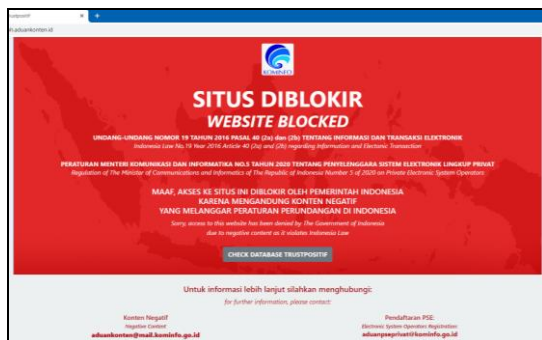 KOMINFO
SITUS DIBLOKIR
WEBSITE BLOCKED
UNDANG-UNDANG NOMOR 19 TAHUN 2016 PASAL 40 (2a) dan (2b) TENTANG INFORMASI DAN TRANSAKSI ELEKTRONIK
Indonesia Law No.19 Year 2016 Article 40 (2a) and (2b) regarding Information and Electronic Transaction
PERATURAN MENTERI KOMUNIKASI DAN INFORMATIKA NO.5 TAHUN 2020 TENTANG PENYELENGGARA SISTEM ELEKTRONIK LINGKUP PRIVAT
Regulation of The Minister of Communications and Informatics of The Republic of Indonesia Number 5 of 2020 on Private Electronic System Operators
MAAF, AKSES KE SITUS INI DIBLOKIR OLEH PEMERINTAH INDONESIA
KARENA MENGANDUNG KONTEN NEGATIF
YANG MELANGGAR PERATURAN PERUNDANGAN DI INDONESIA
Sorry, access to this website has been denied by The Government of Indonesia
due to negative content as it violates Indonesia Law
CHECK DATABASE TRUSTPOSITIF
Untuk informasi lebih lanjut silahkan menghubungi:
for further information, please contact:
Konten Negatif
Negative Content
aduankonten@mail.kominfo.go.id
Pendaftaran PSE:
Electronic System Operators Registration:
aduanpseprivat@kominfo.go.id